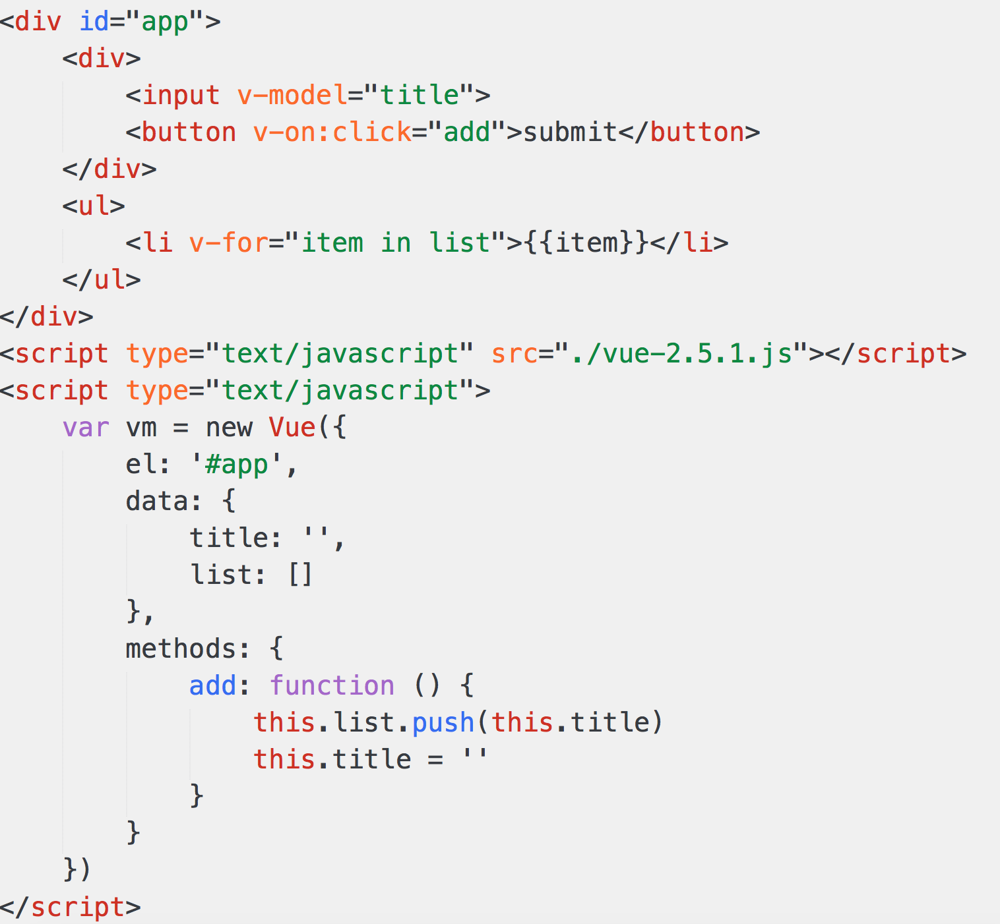 <div id="app">
    <div>
        <input v-model="title">
        <button v-on:click="add">submit</button>
    </div>
    <ul>
        <li v-for="item in list">{{item}}</li>
    </ul>
</div>
<script type="text/javascript" src="./vue-2.5.1.js"></script>
<script type="text/javascript">
    var vm = new Vue({
        el: '#app',
        data: {
            title: '',
            list: []
        },
        methods: {
            add: function () {
                this.list.push(this.title)
                this.title = ''
            }
        }
    })
</script>